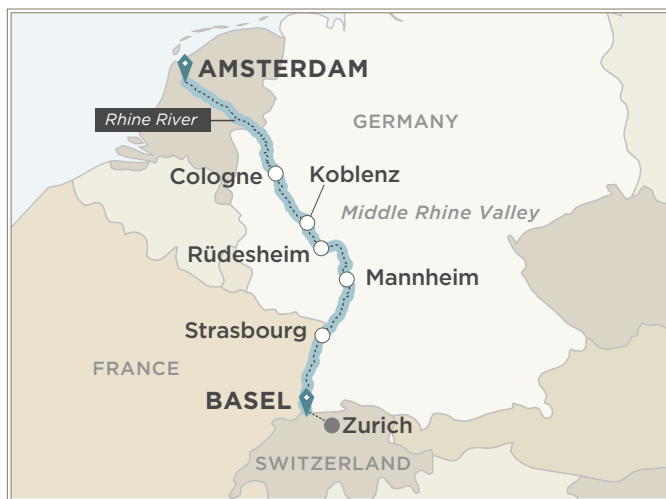 AMSTERDAM
Rhine River
GERMANY
Cologne
Koblenz
Middle Rhine Valley
Rüdesheim
Mannheim
Strasbourg
FRANCE
BASEL
Zurich
SWITZERLAND